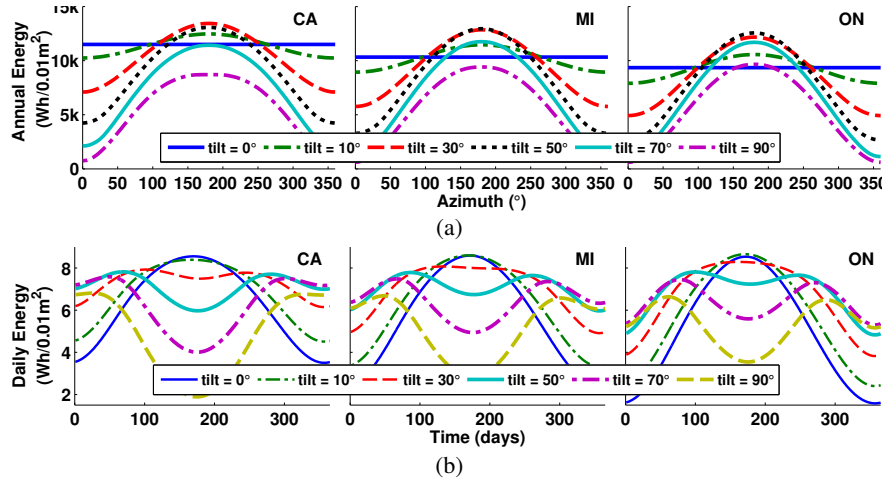 CA
MI
ON
Annual Energy
(Wh/0.01m²)
15k
10k
5k
0
tilt = 0° tilt = 10° tilt = 30° tilt = 50° tilt = 70° tilt = 90°
0 50 100 150 200 250 300 350
0 50 100 150 200 250 300 350
0 50 100 150 200 250 300 350
Azimuth (°)
(a)
CA
MI
ON
Daily Energy
(Wh/0.01m²)
8
6
4
2
tilt = 0° tilt = 10° tilt = 30° tilt = 50° tilt = 70° tilt = 90°
0 100 200 300
0 100 200 300
0 100 200 300
Time (days)
(b)